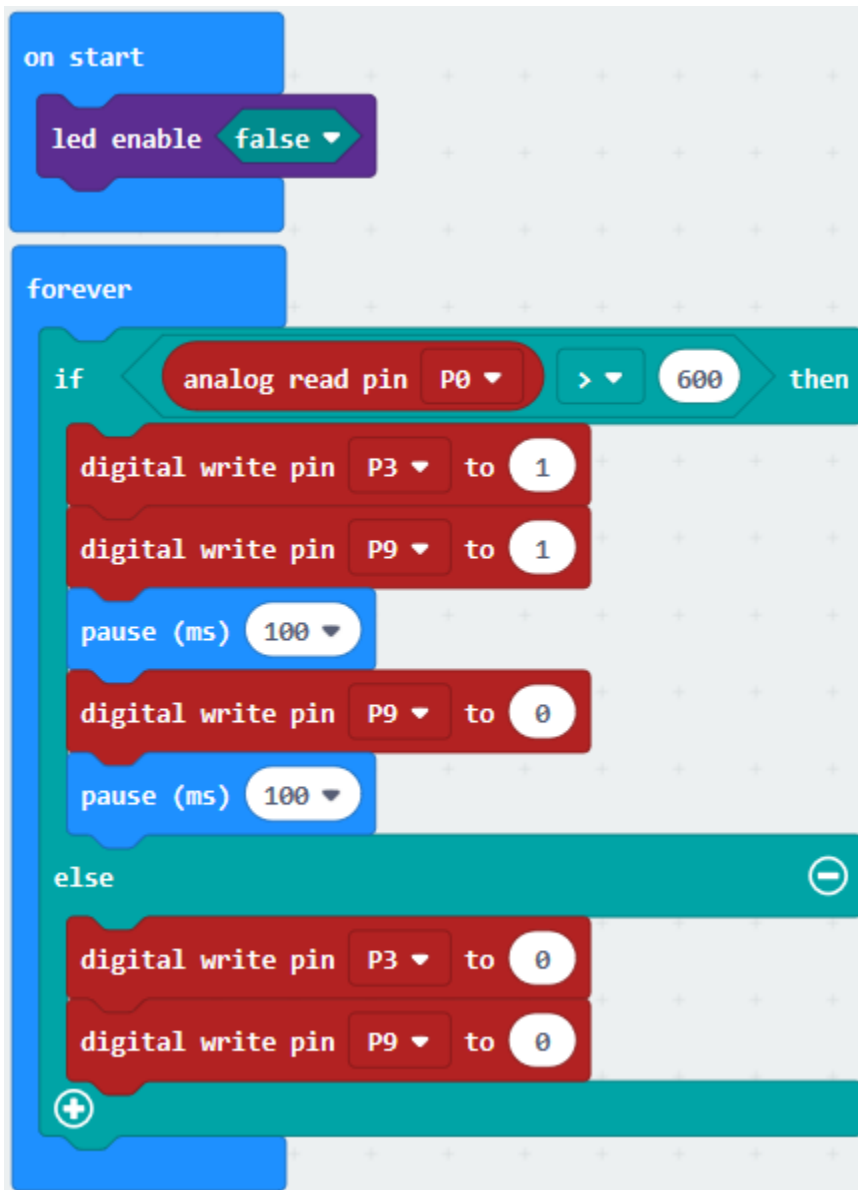 on start
led enable false
forever
if analog read pin P0 > 600 then
digital write pin P3 to 1
digital write pin P9 to 1
pause (ms) 100
digital write pin P9 to 0
pause (ms) 100
else
digital write pin P3 to 0
digital write pin P9 to 0